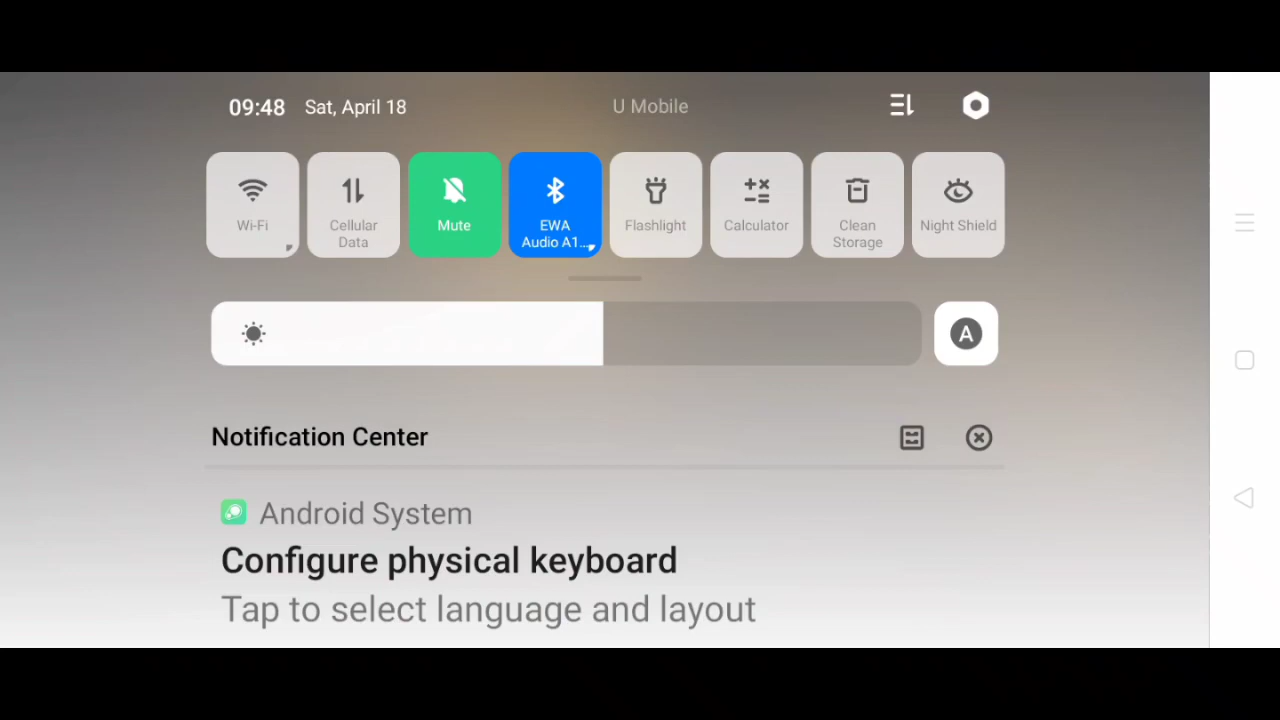 09:48 Sat, April 18 U Mobile
Wi-Fi
Cellular
Data
Mute
EWA
Audio A1...
Flashlight
Calculator
Clean
Storage
Night Shield
A
Notification Center
Android System
Configure physical keyboard
Tap to select language and layout